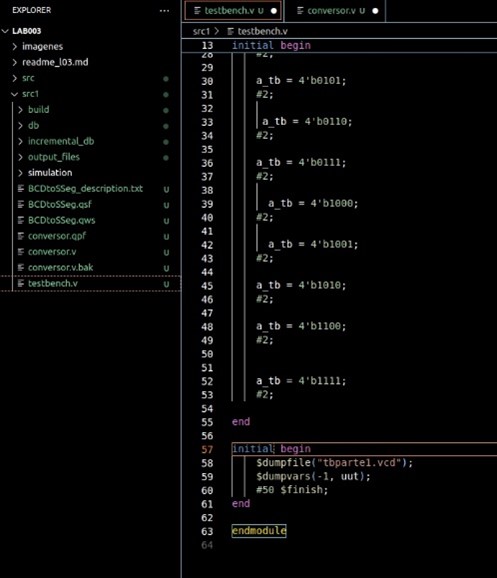 EXPLORER
...
LAB003
imagenes
readme_l03.md
src
src1
build
db
incremental_db
output_files
simulation
BCDtoSSeg_description.txt U
BCDtoSSeg.qsf U
BCDtoSSeg.qws U
conversor.qpf U
conversor.v U
conversor.v.bak U
testbench.v U
testbench.v U
conversor.v U
src1 > testbench.v
13 initial begin
28 #2;
29
30 a_tb = 4'b0101;
31 #2;
32
33 a_tb = 4'b0110;
34 #2;
35
36 a_tb = 4'b0111;
37 #2;
38
39 a_tb = 4'b1000;
40 #2;
41
42 a_tb = 4'b1001;
43 #2;
44
45 a_tb = 4'b1010;
46 #2;
47
48 a_tb = 4'b1100;
49 #2;
50
51
52 a_tb = 4'b1111;
53 #2;
54
55 end
56
57 initial begin
58 $dumpfile("tbparte1.vcd");
59 $dumpvars(-1, uut);
60 #50 $finish;
61 end
62
63 endmodule
64